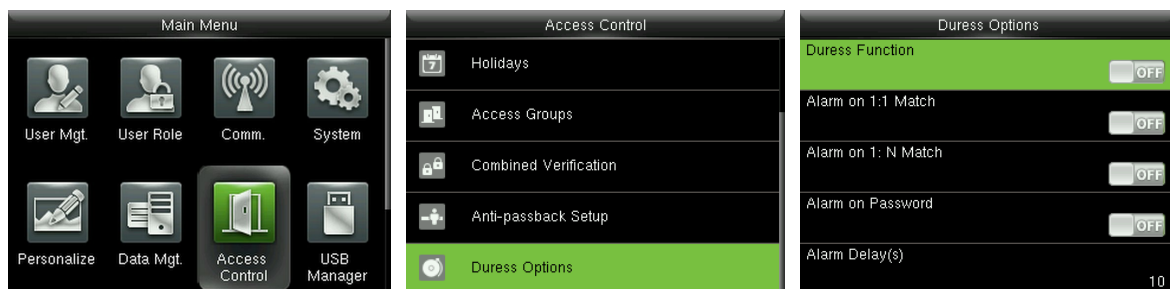 Main Menu
User Mgt.
User Role
Comm.
System
Personalize
Data Mgt.
Access
Control
USB
Manager
Access Control
7
Holidays
Access Groups
Combined Verification
Anti-passback Setup
Duress Options
Duress Options
Duress Function
OFF
Alarm on 1:1 Match
OFF
Alarm on 1: N Match
OFF
Alarm on Password
OFF
Alarm Delay(s)
10